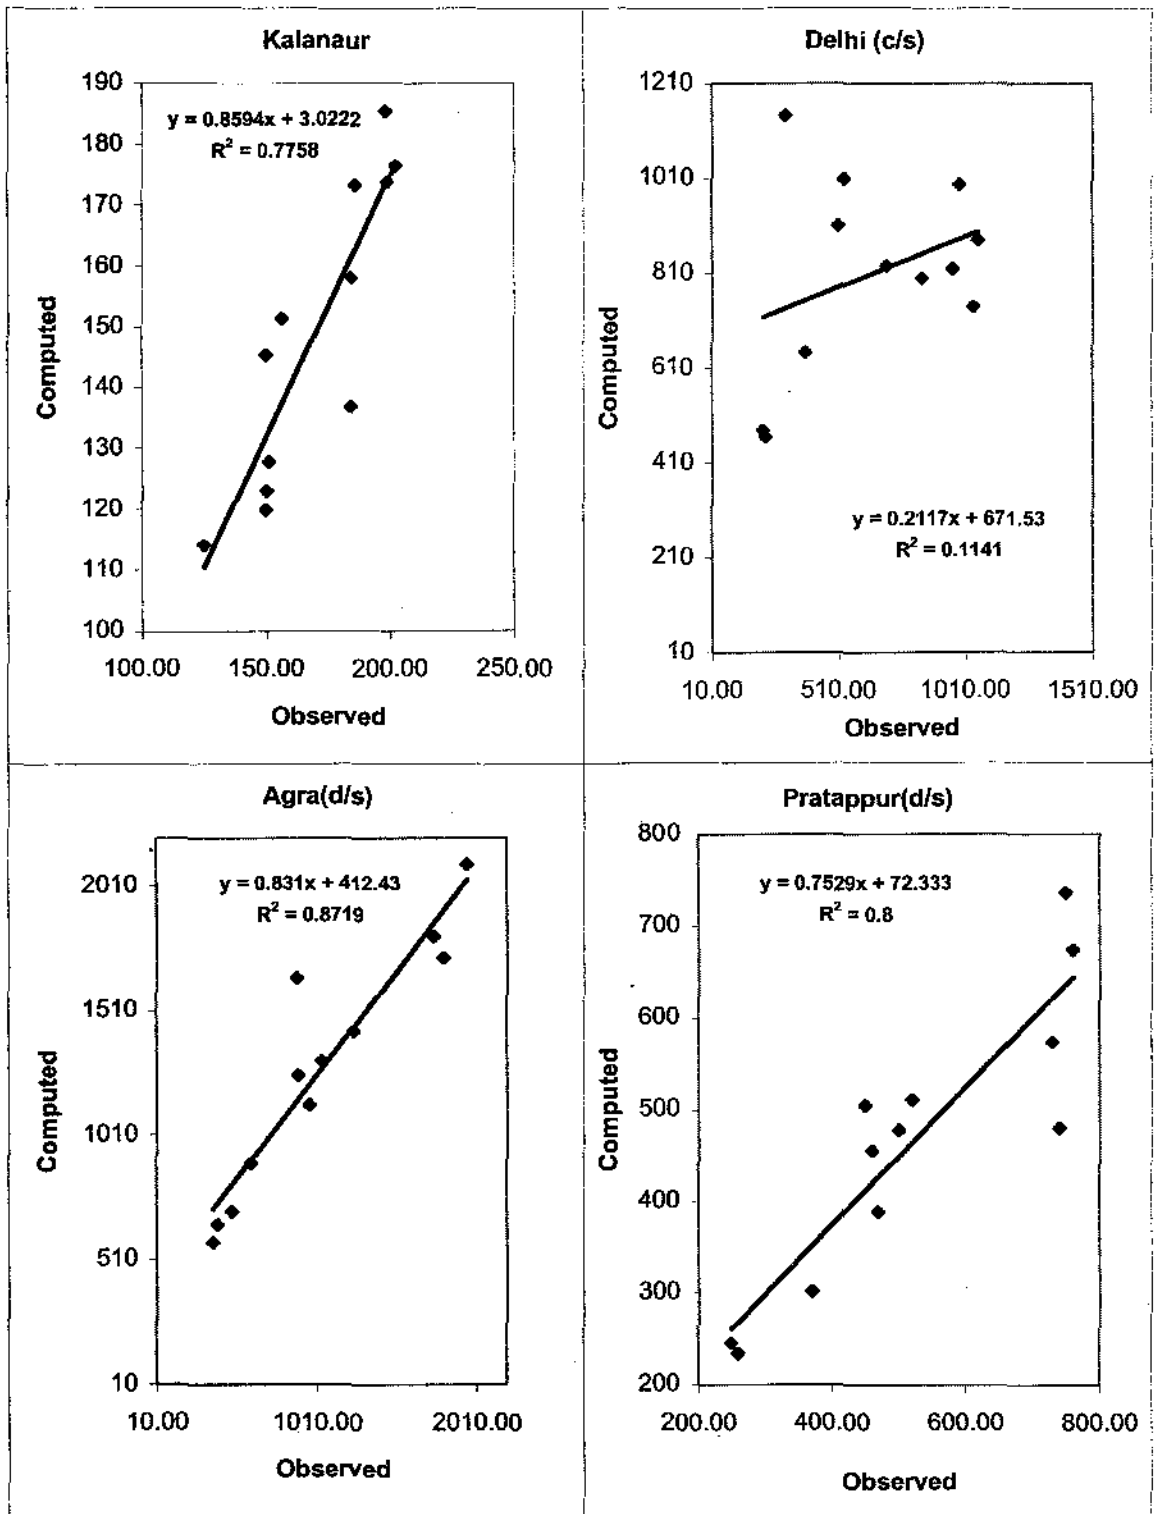 Kalanaur
190
180
170
160
150
140
130
120
110
100
y = 0.8594x + 3.0222
R² = 0.7758
Computed
100.00 150.00 200.00 250.00
Observed
Delhi (c/s)
1210
1010
810
610
410
210
10
y = 0.2117x + 671.53
R² = 0.1141
Computed
10.00 510.00 1010.00 1510.00
Observed
Agra(d/s)
2010
1510
1010
510
10
y = 0.831x + 412.43
R² = 0.8719
Computed
10.00 1010.00 2010.00
Observed
Pratappur(d/s)
800
700
600
500
400
300
200
y = 0.7529x + 72.333
R² = 0.8
Computed
200.00 400.00 600.00 800.00
Observed